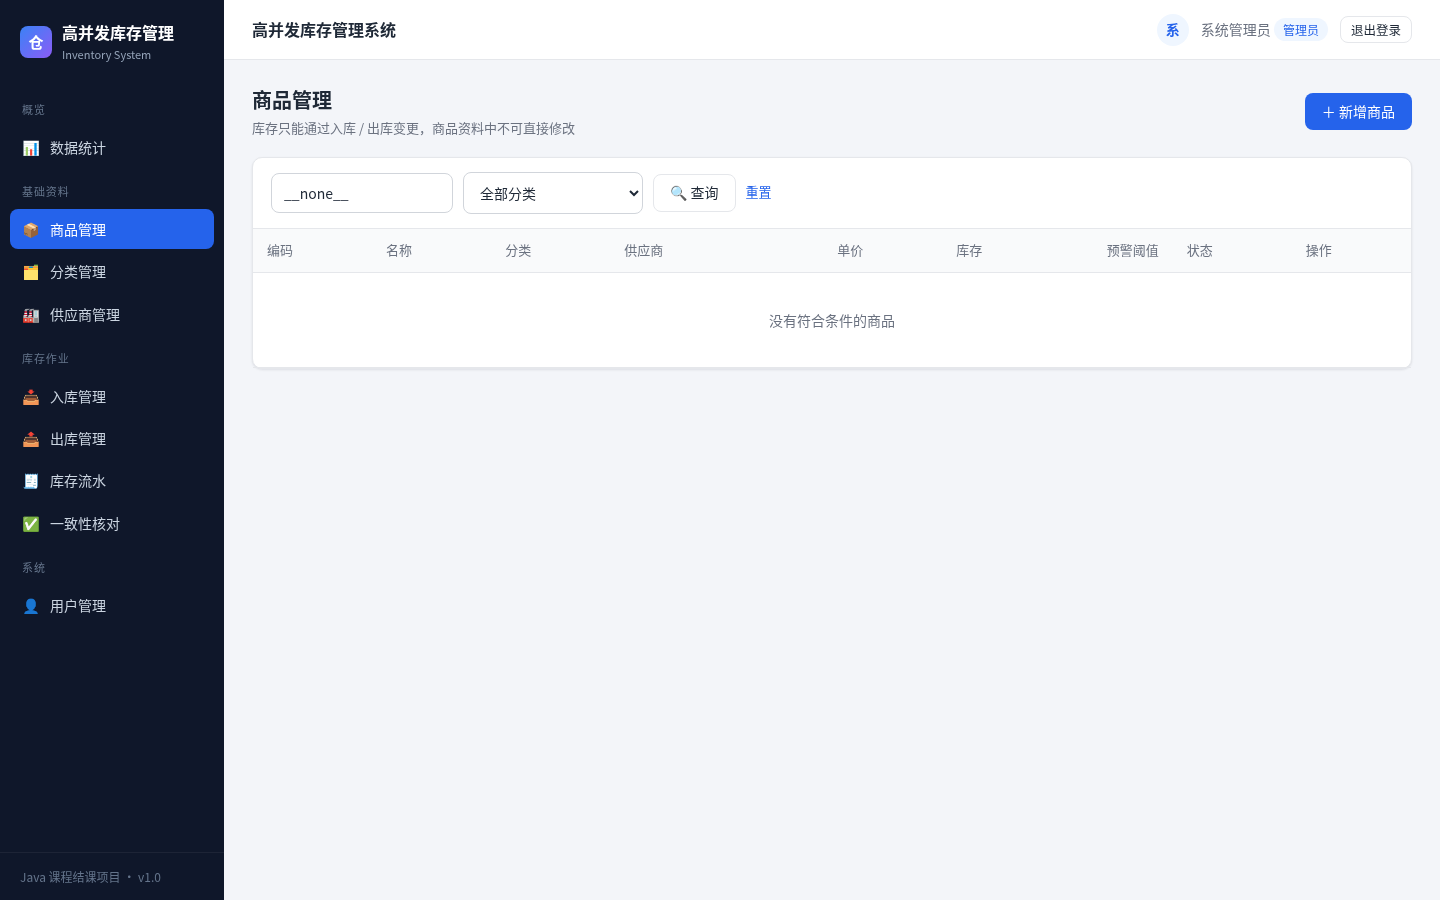 仓
高并发库存管理
Inventory System
概览
数据统计
基础资料
商品管理
分类管理
供应商管理
库存作业
入库管理
出库管理
库存流水
一致性核对
系统
用户管理
Java 课程结课项目 · v1.0
高并发库存管理系统
系 系统管理员 管理员 退出登录
商品管理
库存只能通过入库 / 出库变更，商品资料中不可直接修改
＋ 新增商品
__none__ 全部分类 查询 重置
编码 名称 分类 供应商 单价 库存 预警阈值 状态 操作
没有符合条件的商品